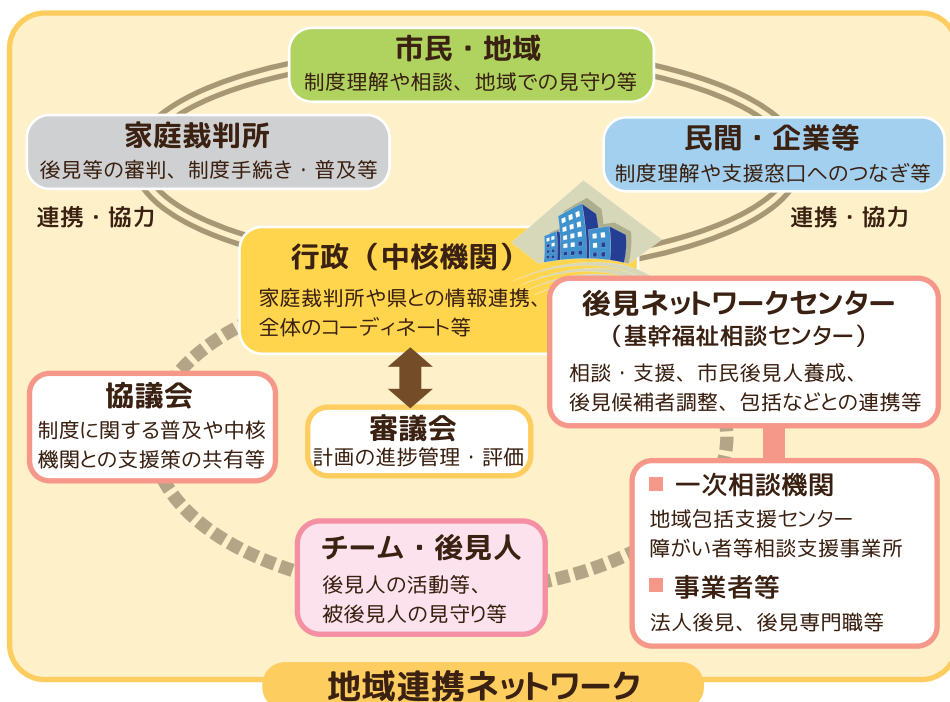 市民・地域
制度理解や相談、地域での見守り等
家庭裁判所
後見等の審判、制度手続き・普及等
民間・企業等
制度理解や支援窓口へのつなぎ等
連携・協力
連携・協力
行政（中核機関）
家庭裁判所や県との情報連携、
全体のコーディネート等
後見ネットワークセンター
（基幹福祉相談センター）
相談・支援、市民後見人養成、
後見候補者調整、包括などとの連携等
協議会
制度に関する普及や中核
機関との支援策の共有等
審議会
計画の進捗管理・評価
一次相談機関
地域包括支援センター
障がい者等相談支援事業所
事業者等
法人後見、後見専門職等
チーム・後見人
後見人の活動等、
被後見人の見守り等
地域連携ネットワーク